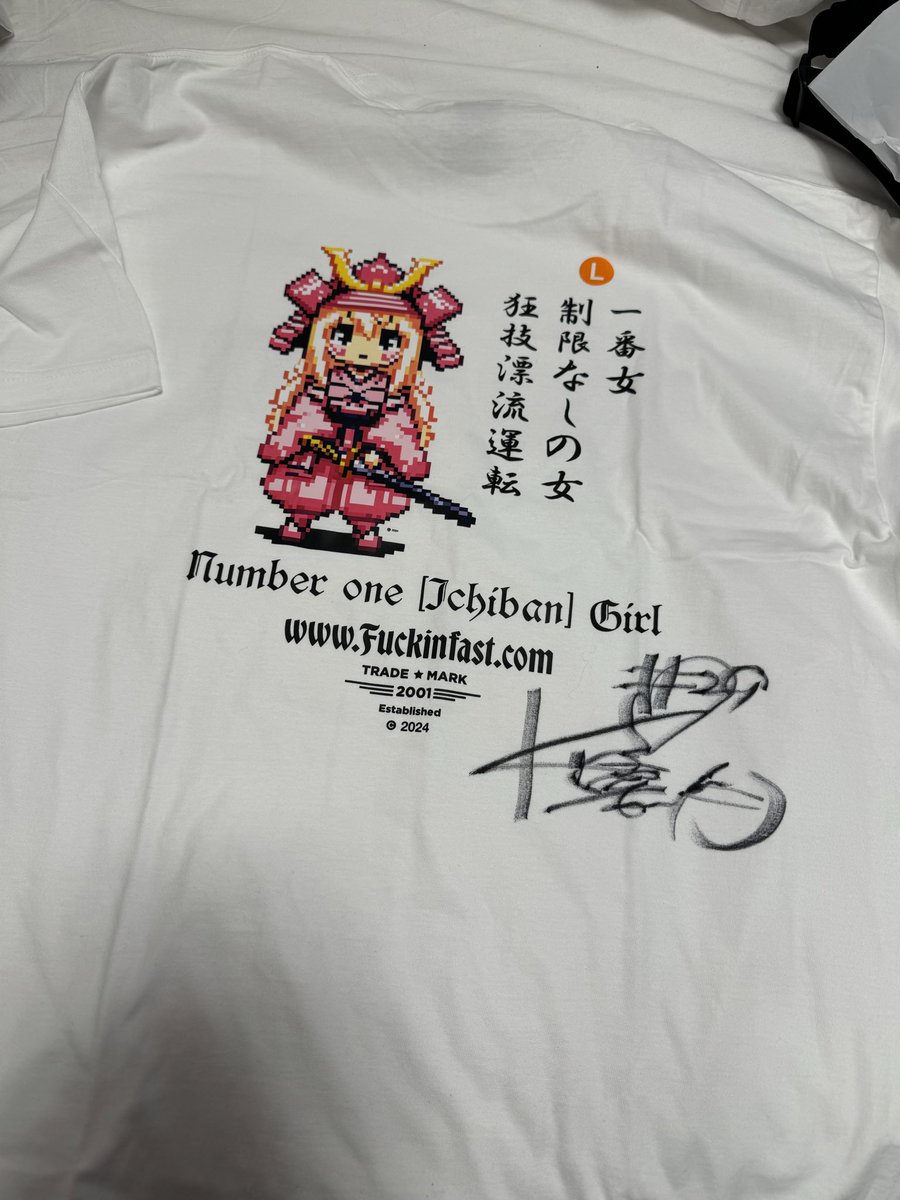 L
一番女
制限なしの女
狂技漂流運転
Number one [Ichiban] Girl
www.Fuckinfast.com
TRADE ★ MARK
2001
Established
© 2024